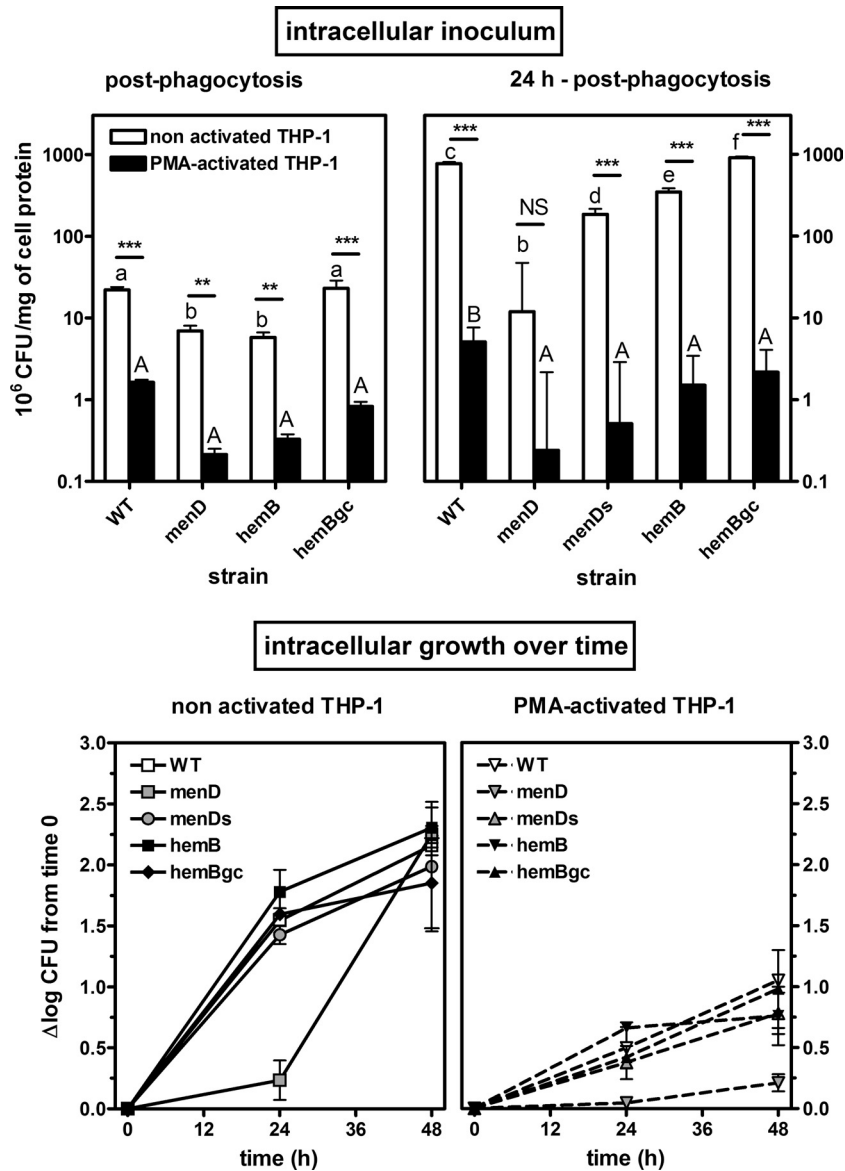 intracellular inoculum
post-phagocytosis
24 h - post-phagocytosis
non activated THP-1
PMA-activated THP-1
10⁶ CFU/mg of cell protein
1000
100
10
1
0.1
***
a
A
**
b
A
**
b
A
***
a
A
WT
menD
hemB
hemBgc
strain
***
c
B
NS
b
A
***
d
A
***
e
A
***
f
A
1000
100
10
1
0.1
WT
menD
menDs
hemB
hemBgc
strain
intracellular growth over time
non activated THP-1
PMA-activated THP-1
Δlog CFU from time 0
3.0
2.5
2.0
1.5
1.0
0.5
0.0
WT
menD
menDs
hemB
hemBgc
0 12 24 36 48
time (h)
WT
menD
menDs
hemB
hemBgc
3.0
2.5
2.0
1.5
1.0
0.5
0.0
0 12 24 36 48
time (h)